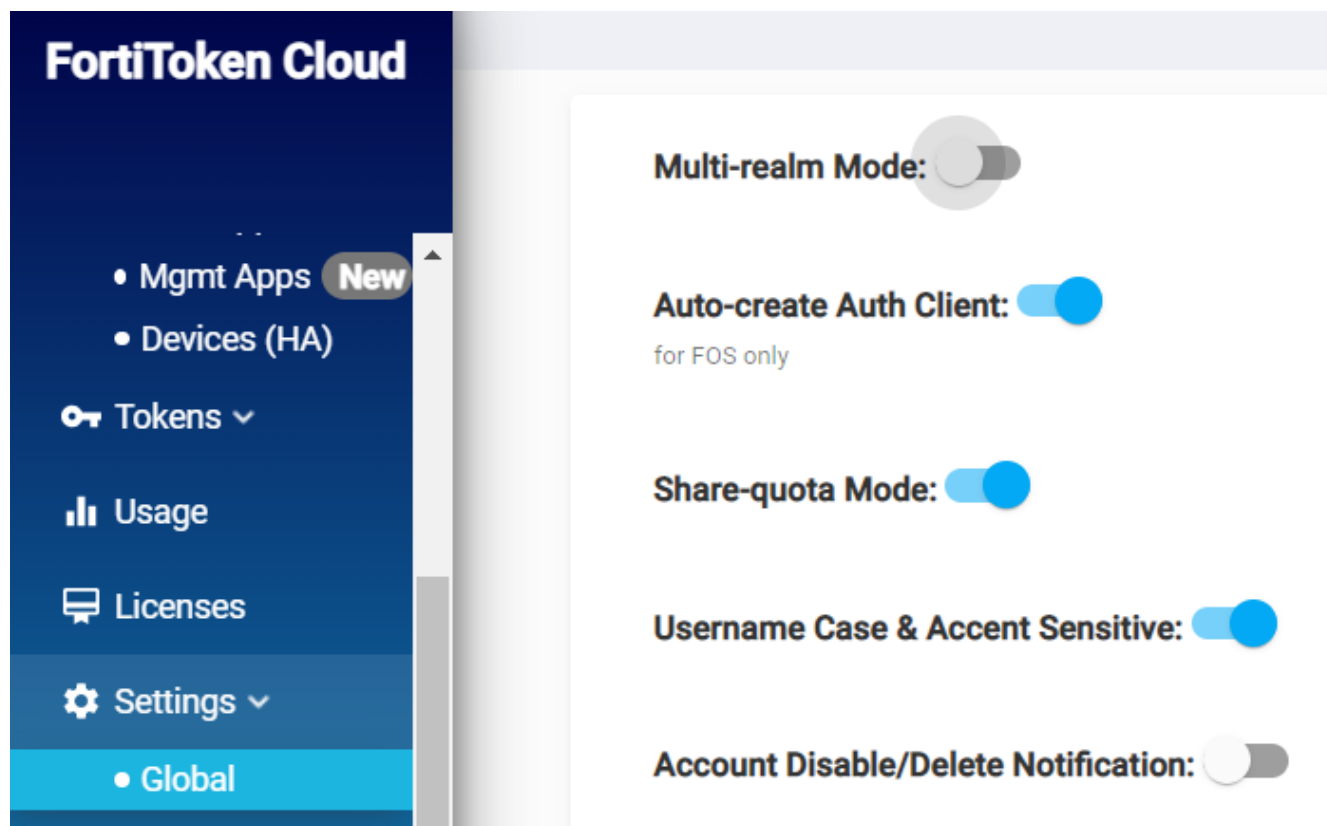 FortiToken Cloud
• Mgmt Apps New
• Devices (HA)
Tokens
Usage
Licenses
Settings
• Global
Multi-realm Mode:
Auto-create Auth Client:
for FOS only
Share-quota Mode:
Username Case & Accent Sensitive:
Account Disable/Delete Notification: